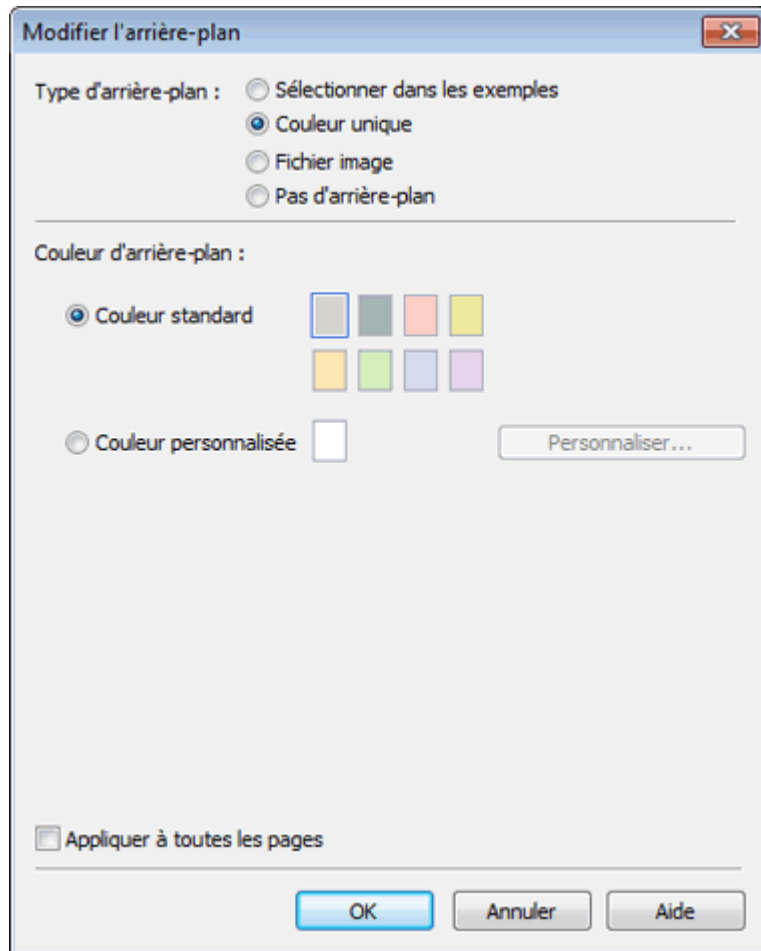 Modifier l'arrière-plan
Type d'arrière-plan :
Sélectionner dans les exemples
Couleur unique
Fichier image
Pas d'arrière-plan
Couleur d'arrière-plan :
Couleur standard
Couleur personnalisée
Personnaliser...
Appliquer à toutes les pages
OK
Annuler
Aide